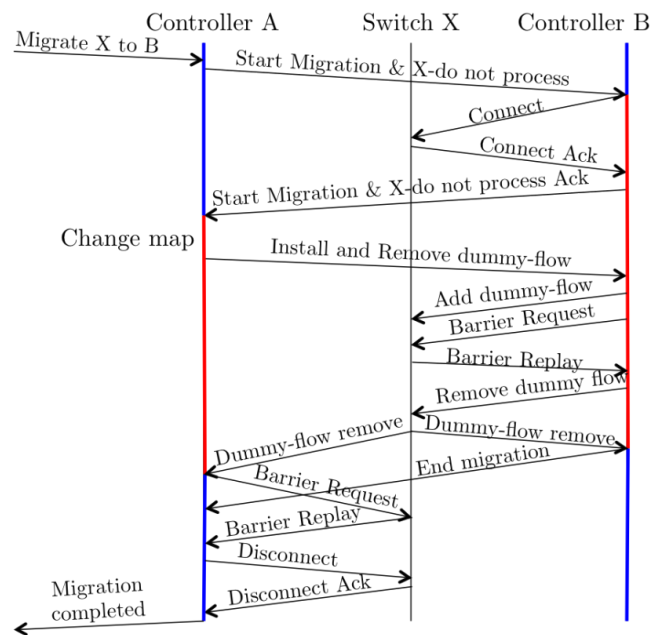 Controller A Switch X Controller B
Migrate X to B
Start Migration & X-do not process
Connect
Connect Ack
Start Migration & X-do not process Ack
Change map
Install and Remove dummy-flow
Add dummy-flow
Barrier Request
Barrier Replay
Remove dummy flow
Dummy-flow remove
Dummy-flow remove
End migration
Barrier Request
Barrier Replay
Disconnect
Disconnect Ack
Migration
completed